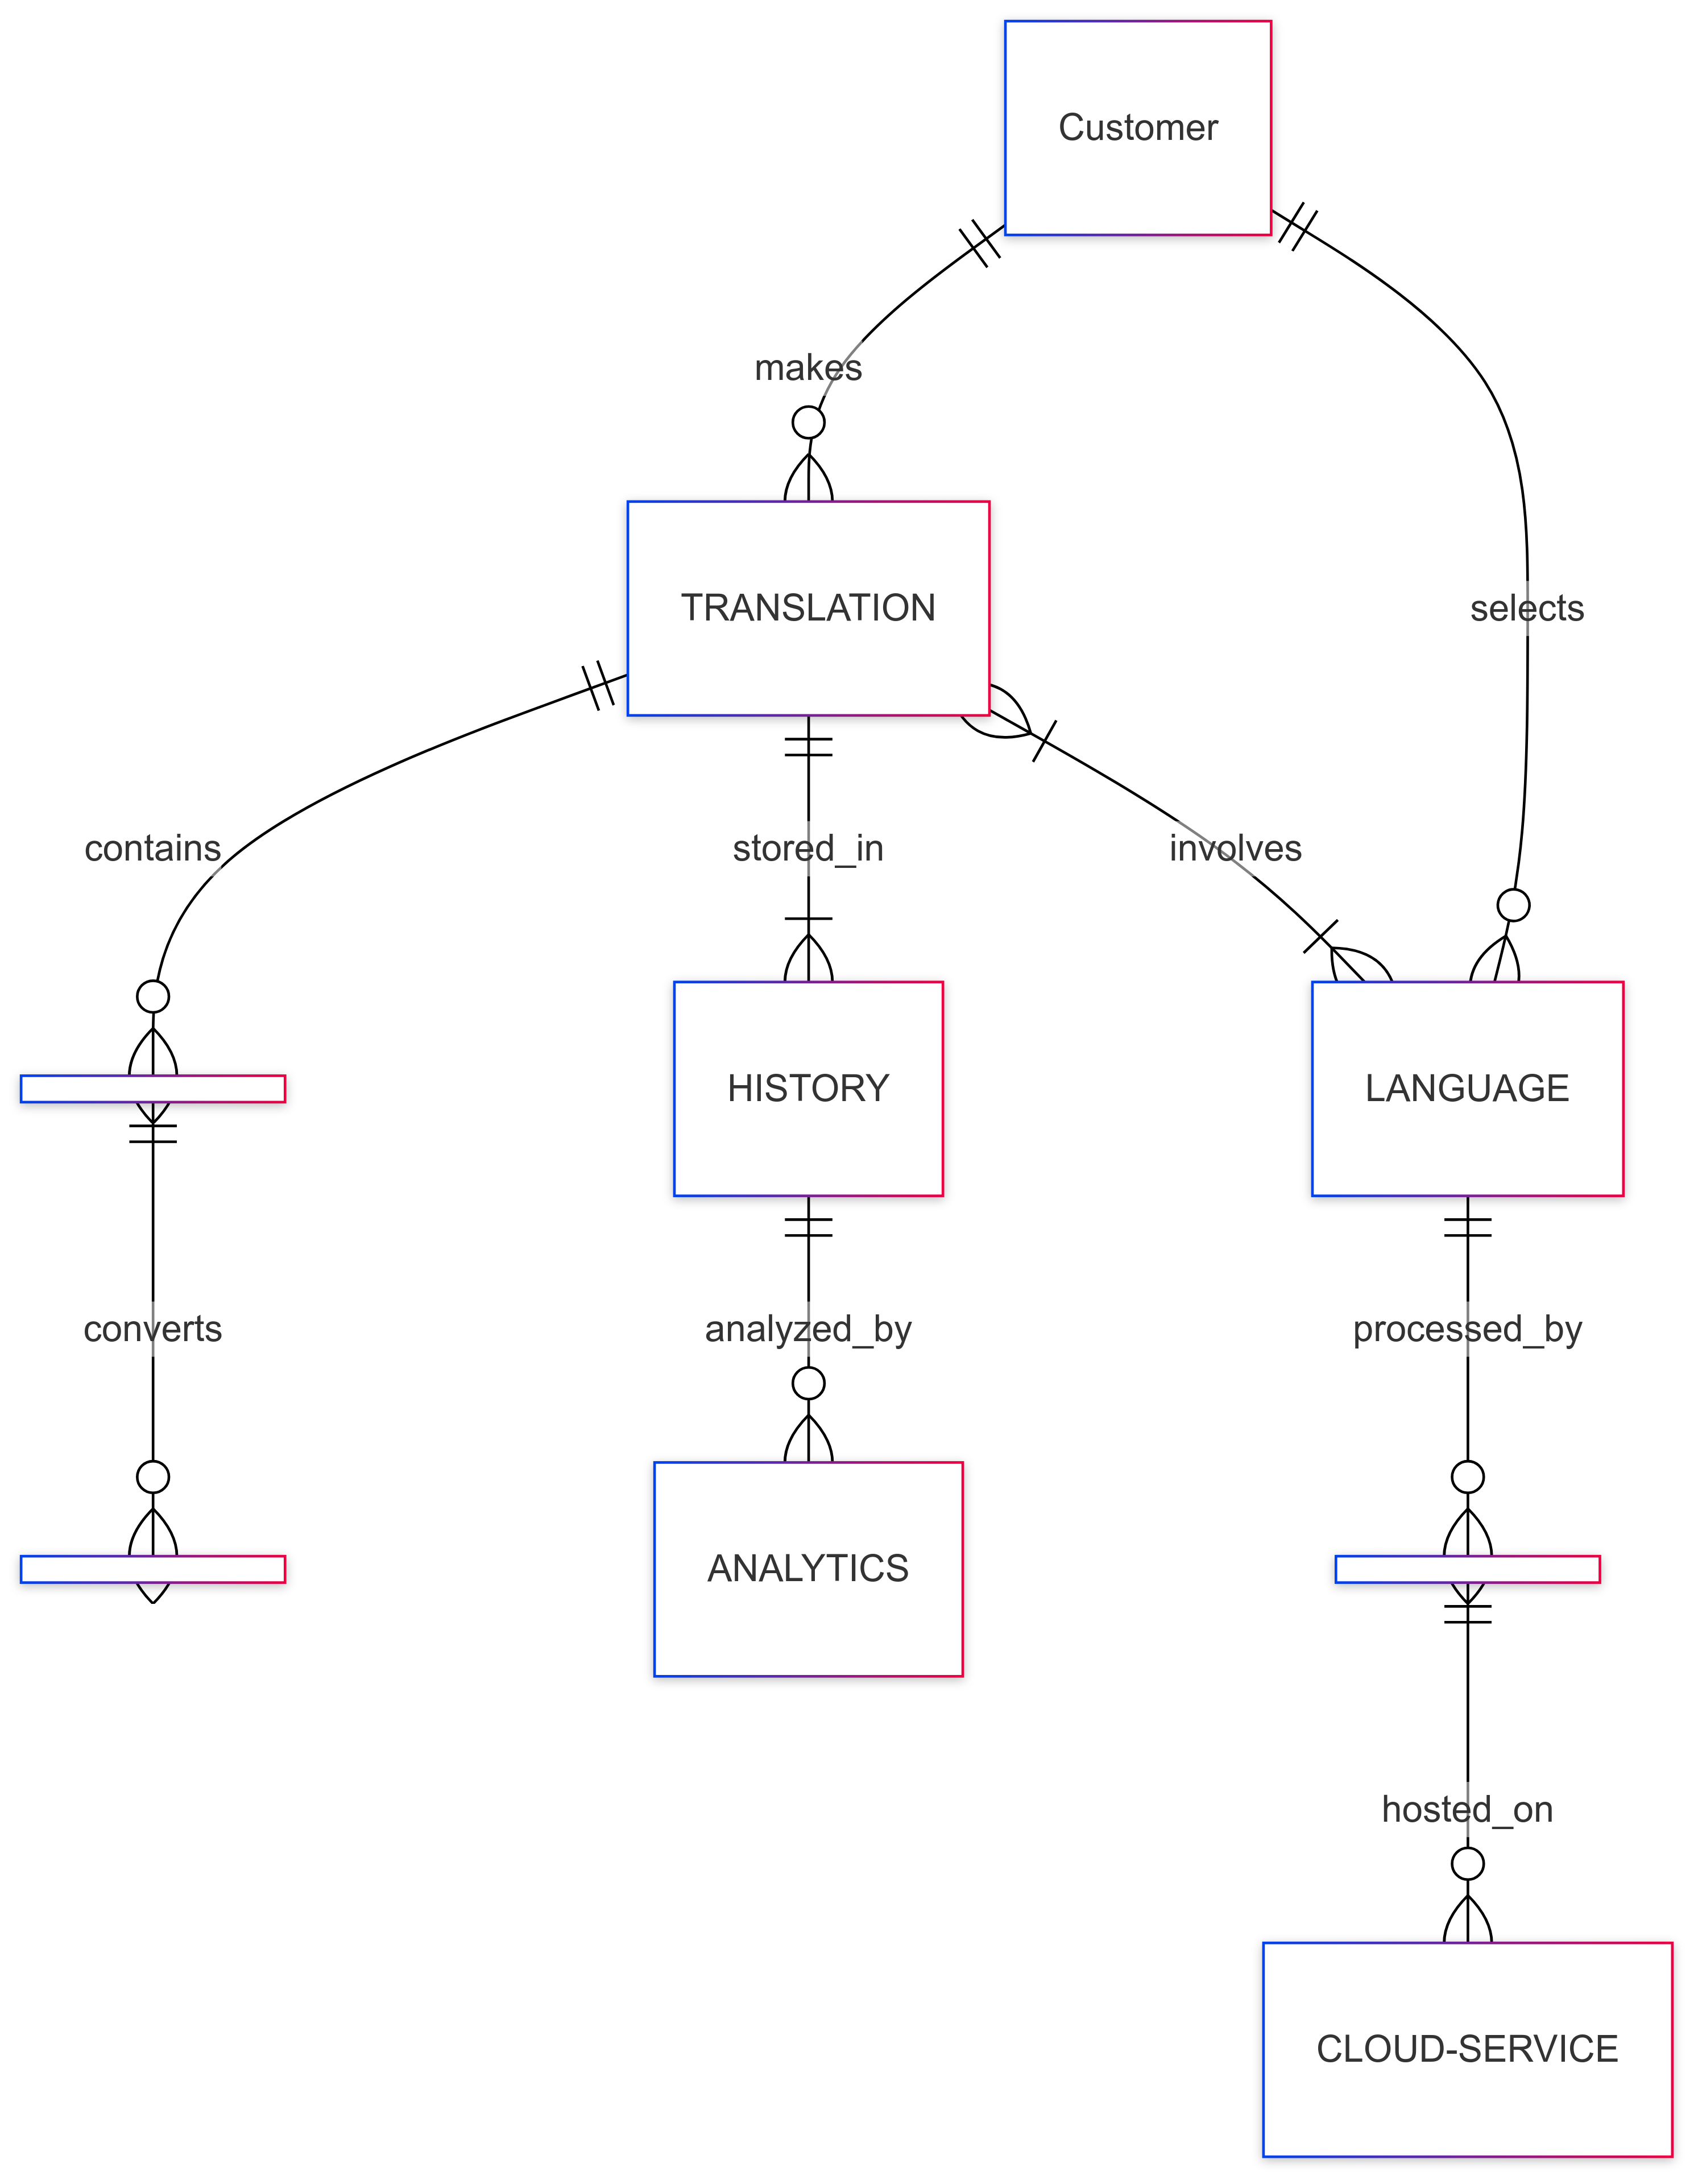 Customer
makes
TRANSLATION
selects
contains
stored_in
involves
HISTORY
LANGUAGE
converts
analyzed_by
processed_by
ANALYTICS
hosted_on
CLOUD-SERVICE